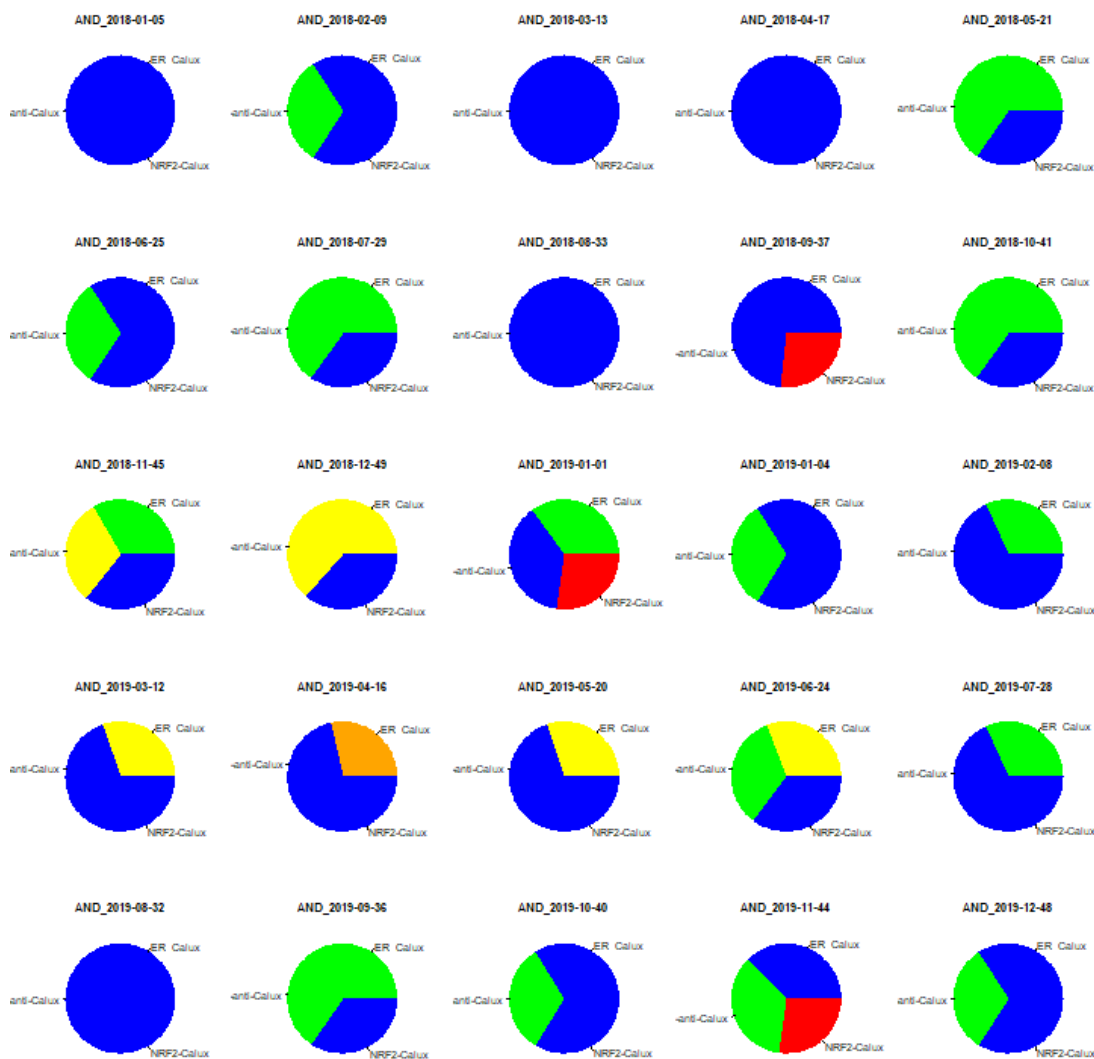 AND_2018-01-05 AND_2018-02-09 AND_2018-03-13 AND_2018-04-17 AND_2018-05-21
ER Calux ER Calux ER Calux ER Calux ER Calux
anti-Calux -anti-Calux anti-Calux anti-Calux -anti-Calux
NRF2-Calux NRF2-Calux NRF2-Calux NRF2-Calux NRF2-Calux
AND_2018-06-25 AND_2018-07-29 AND_2018-08-33 AND_2018-09-37 AND_2018-10-41
ER Calux ER Calux ER Calux ER Calux ER Calux
-anti-Calux -anti-Calux anti-Calux -anti-Calux -anti-Calux
NRF2-Calux NRF2-Calux NRF2-Calux NRF2-Calux NRF2-Calux
AND_2018-11-45 AND_2018-12-49 AND_2019-01-01 AND_2019-01-04 AND_2019-02-08
ER Calux ER Calux ER Calux ER Calux ER Calux
anti-Calux -anti-Calux -anti-Calux -anti-Calux anti-Calux
NRF2-Calux NRF2-Calux NRF2-Calux NRF2-Calux NRF2-Calux
AND_2019-03-12 AND_2019-04-16 AND_2019-05-20 AND_2019-06-24 AND_2019-07-28
ER Calux ER Calux ER Calux ER Calux ER Calux
anti-Calux -anti-Calux anti-Calux -anti-Calux anti-Calux
NRF2-Calux NRF2-Calux NRF2-Calux NRF2-Calux NRF2-Calux
AND_2019-08-32 AND_2019-09-36 AND_2019-10-40 AND_2019-11-44 AND_2019-12-48
ER Calux ER Calux ER Calux ER Calux ER Calux
anti-Calux -anti-Calux anti-Calux -anti-Calux anti-Calux
NRF2-Calux NRF2-Calux NRF2-Calux NRF2-Calux NRF2-Calux